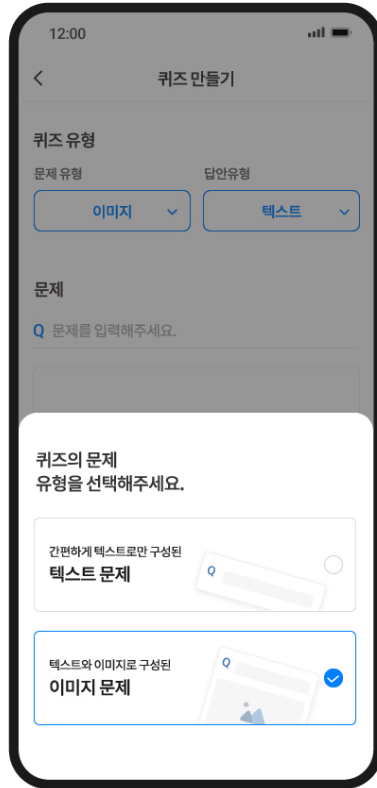 12:00
퀴즈 만들기
퀴즈 유형
문제 유형 답안유형
이미지 텍스트
문제
Q 문제를 입력해주세요.
퀴즈의 문제
유형을 선택해주세요.
간편하게 텍스트로만 구성된
텍스트 문제
Q
텍스트와 이미지로 구성된
이미지 문제
Q